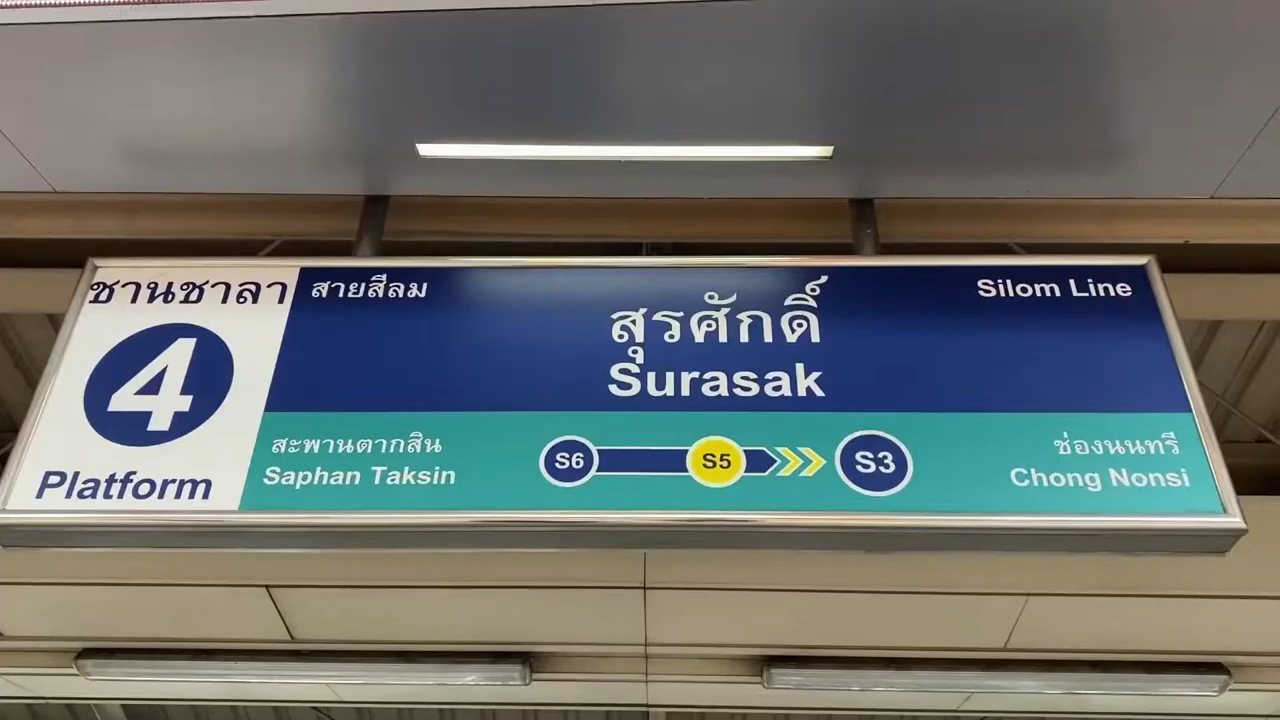 ชานชาลา
4
Platform
สายสีลม
สุรศักดิ์
Surasak
Silom Line
สะพานตากสิน
Saphan Taksin
S6
S5
S3
ช่องนนทรี
Chong Nonsi